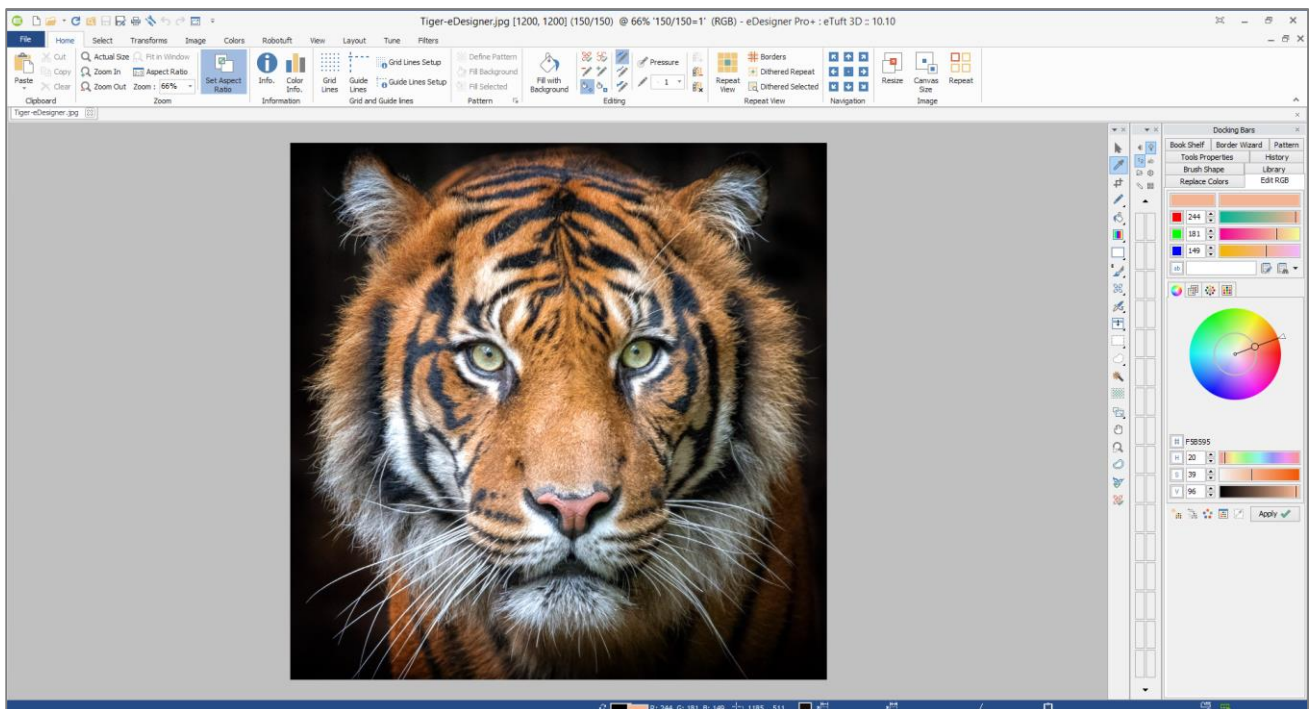 Tiger-eDesigner.jpg [1200, 1200] (150/150) @ 66% '150/150=1' (RGB) - eDesigner Pro+ : eTuft 3D :: 10.10
File Home Select Transforms Image Colors Robotuft View Layout Tune Filters
Paste
Cut
Copy
Clear
Clipboard
Actual Size Fit in Window
Zoom In Aspect Ratio
Zoom Out Zoom : 66%
Set Aspect
Ratio
Zoom
Info.
Color
Info.
Information
Grid
Lines
Guide
Lines
Grid Lines Setup
Guide Lines Setup
Grid and Guide lines
Define Pattern
Fill Background
Fill Selected
Pattern
Fill with
Background
Pressure
1
Editing
Repeat
View
Borders
Dithered Repeat
Dithered Selected
Repeat View
Navigation
Resize
Canvas
Size
Repeat
Image
Tiger-eDesigner.jpg
Docking Bars
Book Shelf Border Wizard Pattern
Tools Properties History
Brush Shape Library
Replace Colors Edit RGB
244
181
149
ab
# F5B595
H 20
S 39
V 96
Apply
R: 244 G: 181 B: 149 1185 511